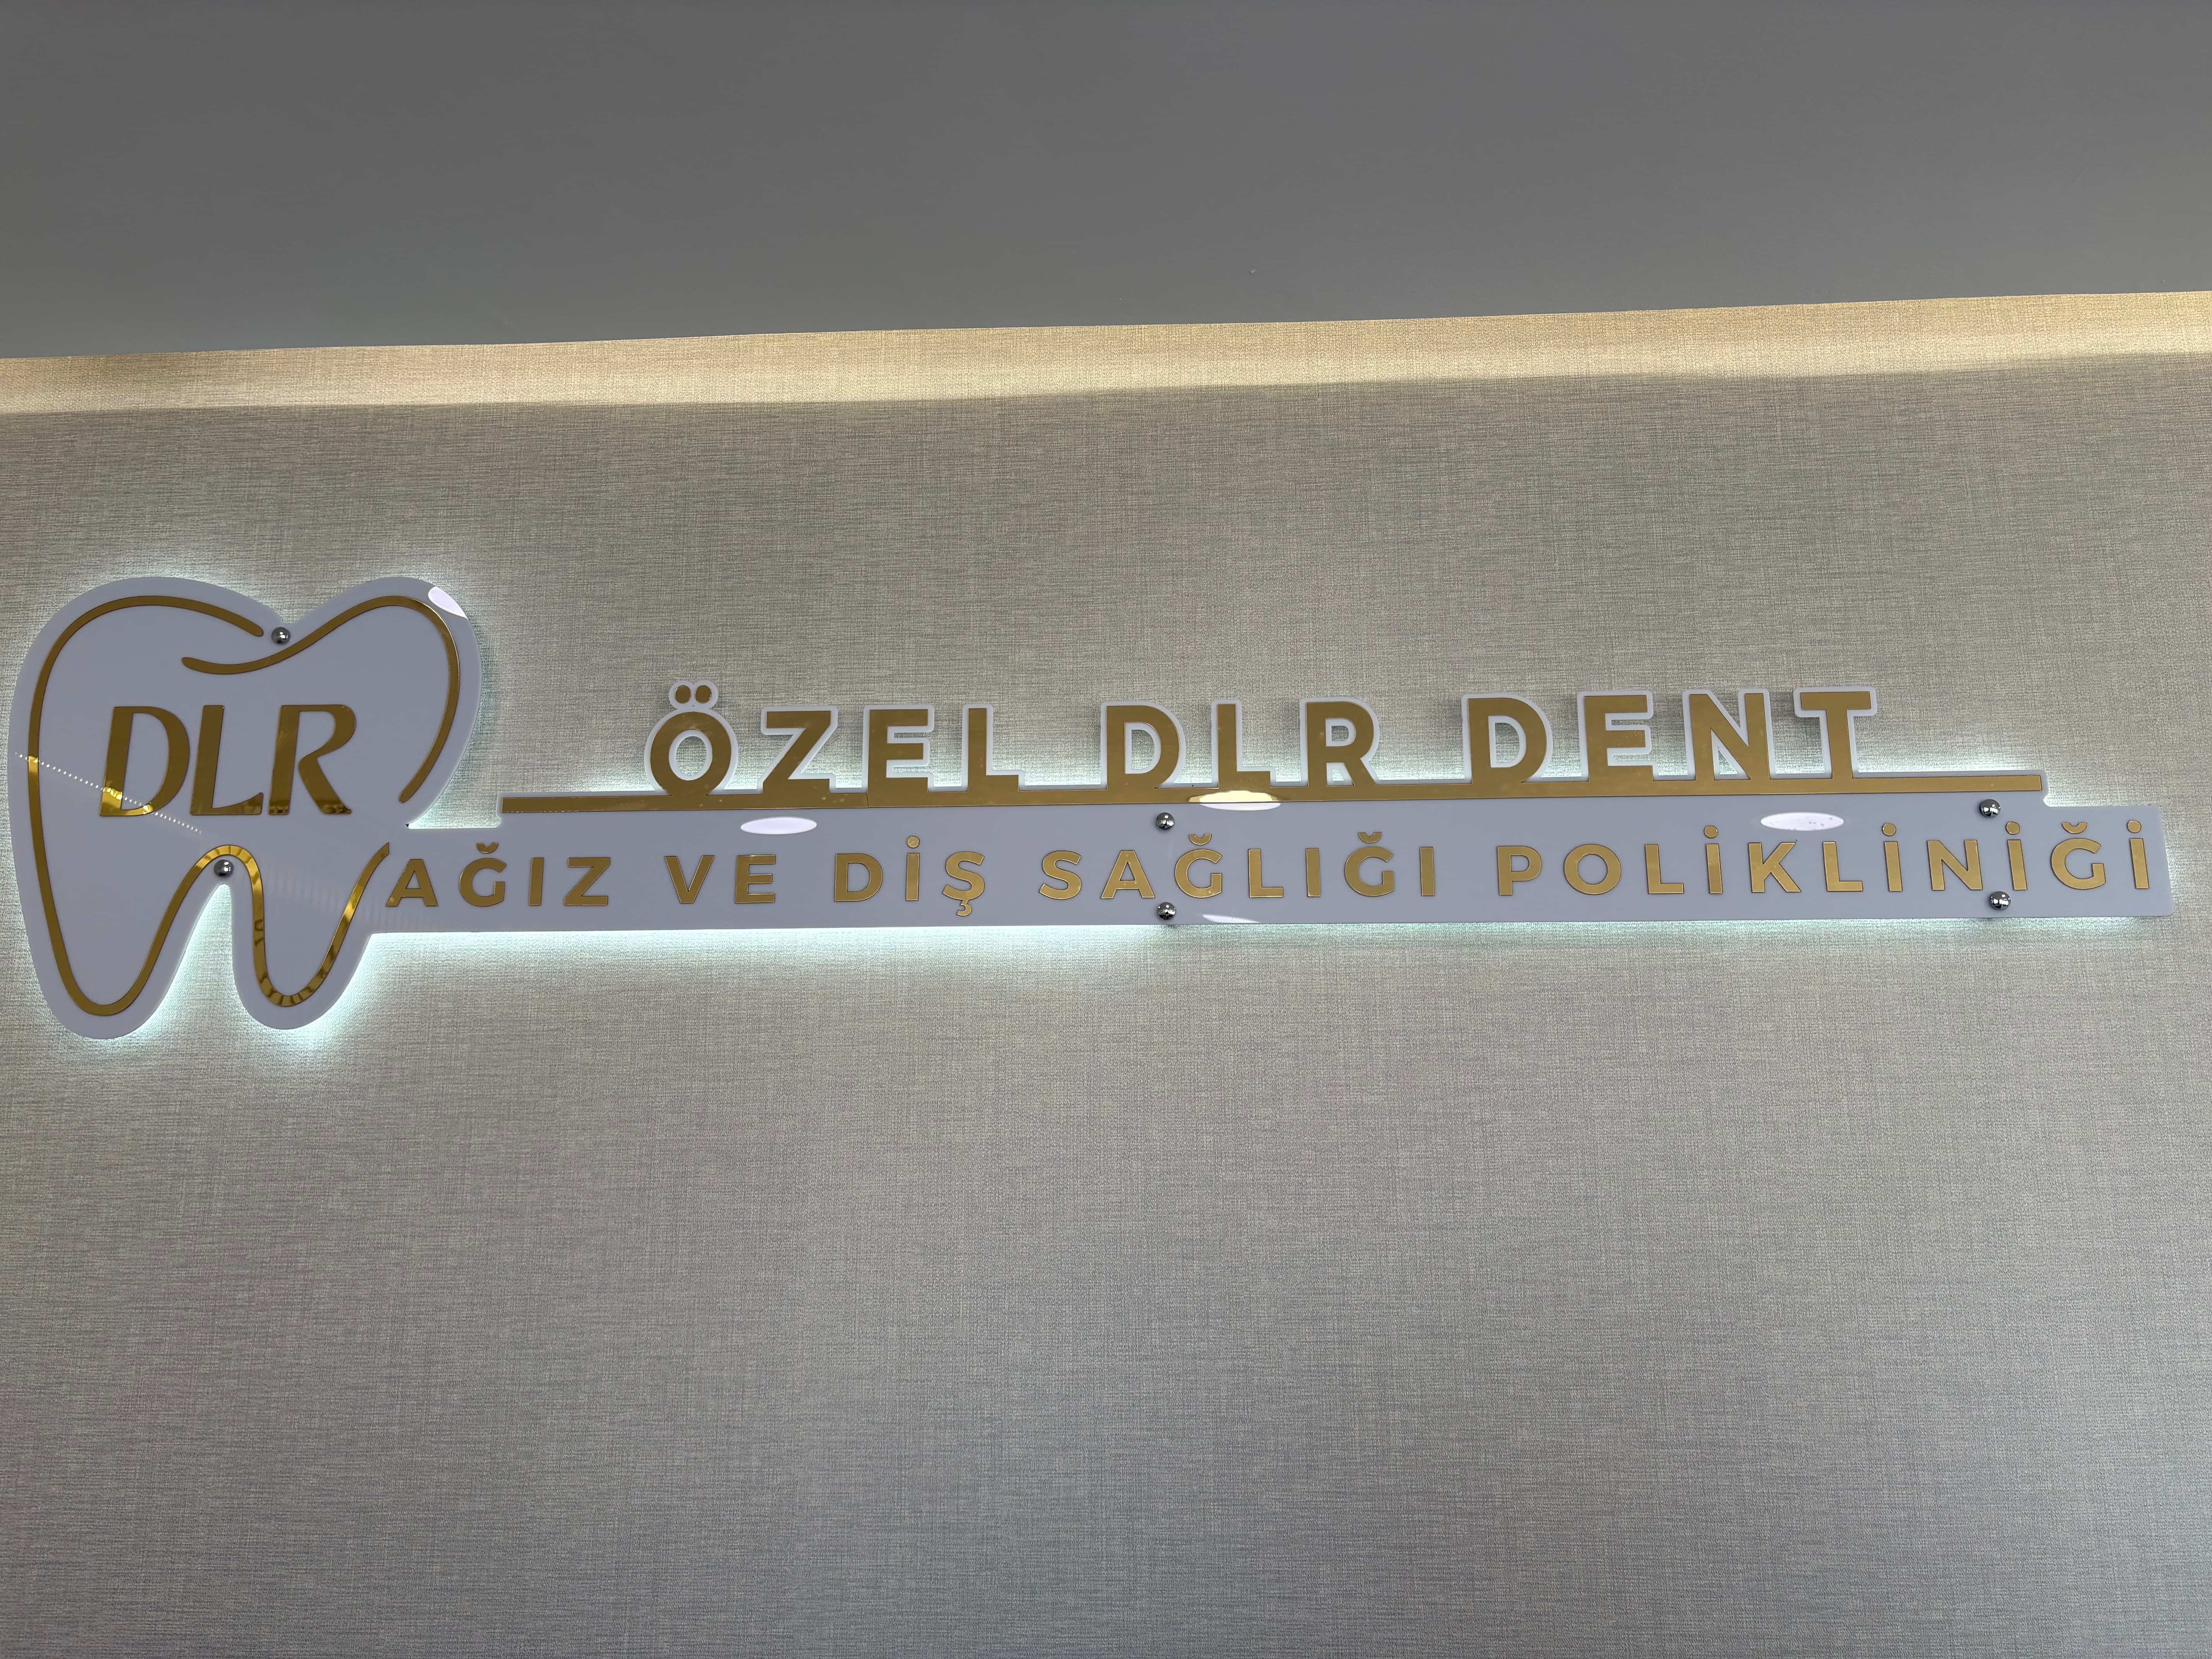 DLR
ÖZEL DLR DENT
AĞIZ VE DİŞ SAĞLIĞI POLİKLİNİĞİ